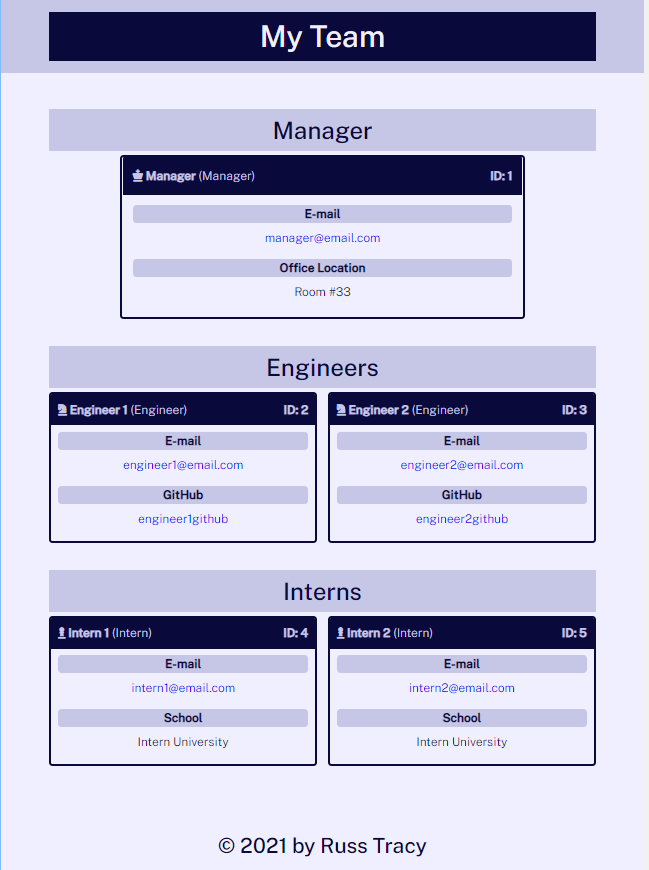 My Team
Manager
Manager (Manager) ID: 1
E-mail
manager@email.com
Office Location
Room #33
Engineers
Engineer 1 (Engineer) ID: 2
E-mail
engineer1@email.com
GitHub
engineer1github
Engineer 2 (Engineer) ID: 3
E-mail
engineer2@email.com
GitHub
engineer2github
Interns
Intern 1 (Intern) ID: 4
E-mail
intern1@email.com
School
Intern University
Intern 2 (Intern) ID: 5
E-mail
intern2@email.com
School
Intern University
© 2021 by Russ Tracy